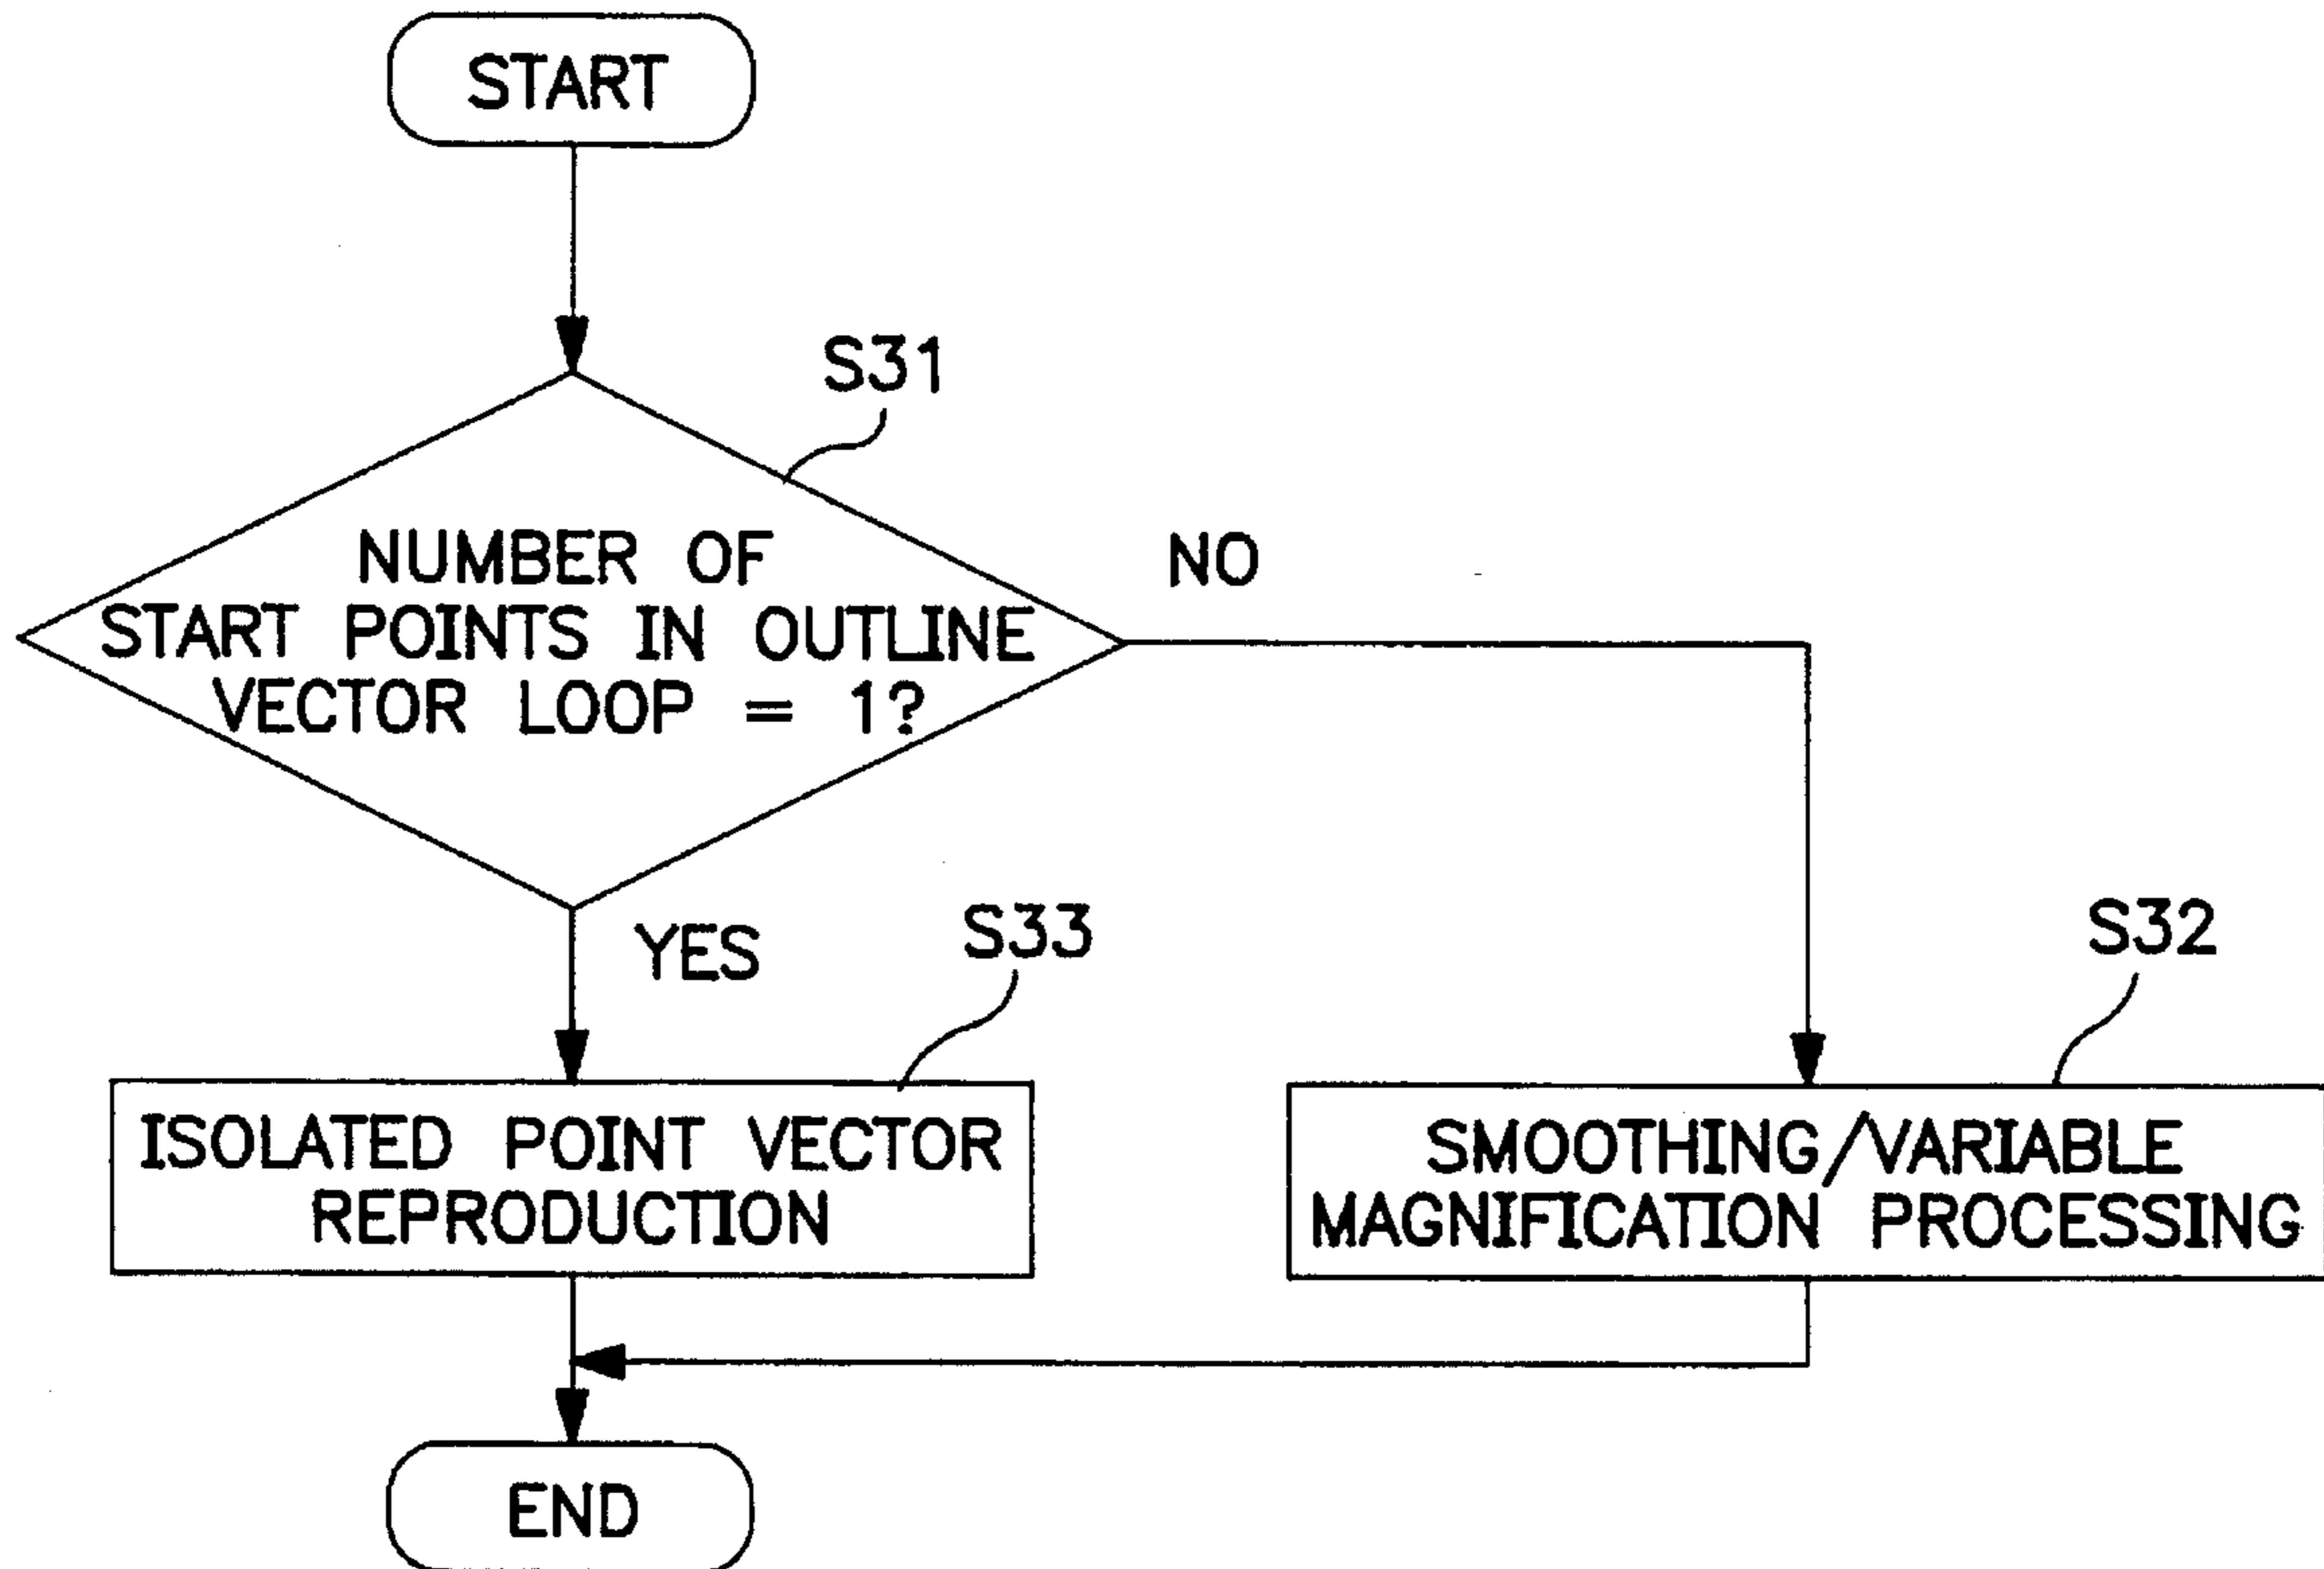 START
S31
NUMBER OF
START POINTS IN OUTLINE
VECTOR LOOP = 1?
NO
YES
S33
S32
ISOLATED POINT VECTOR
REPRODUCTION
SMOOTHING/VARIABLE
MAGNIFICATION PROCESSING
END